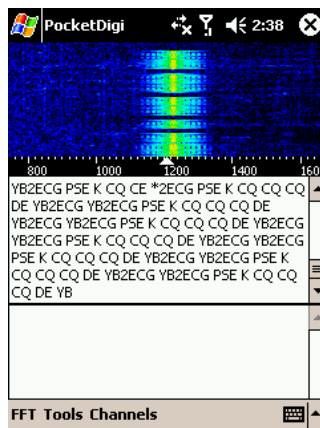 PocketDigi 2:38
800 1000 1200 1400 160
YB2ECG PSE K CQ CE *2ECG PSE K CQ CQ CQ
DE YB2ECG YB2ECG PSE K CQ CQ CQ DE
YB2ECG YB2ECG PSE K CQ CQ CQ DE YB2ECG
YB2ECG PSE K CQ CQ CQ DE YB2ECG YB2ECG
PSE K CQ CQ CQ DE YB2ECG YB2ECG PSE K
CQ CQ CQ DE YB2ECG YB2ECG PSE K CQ CQ
CQ DE YB
FFT Tools Channels